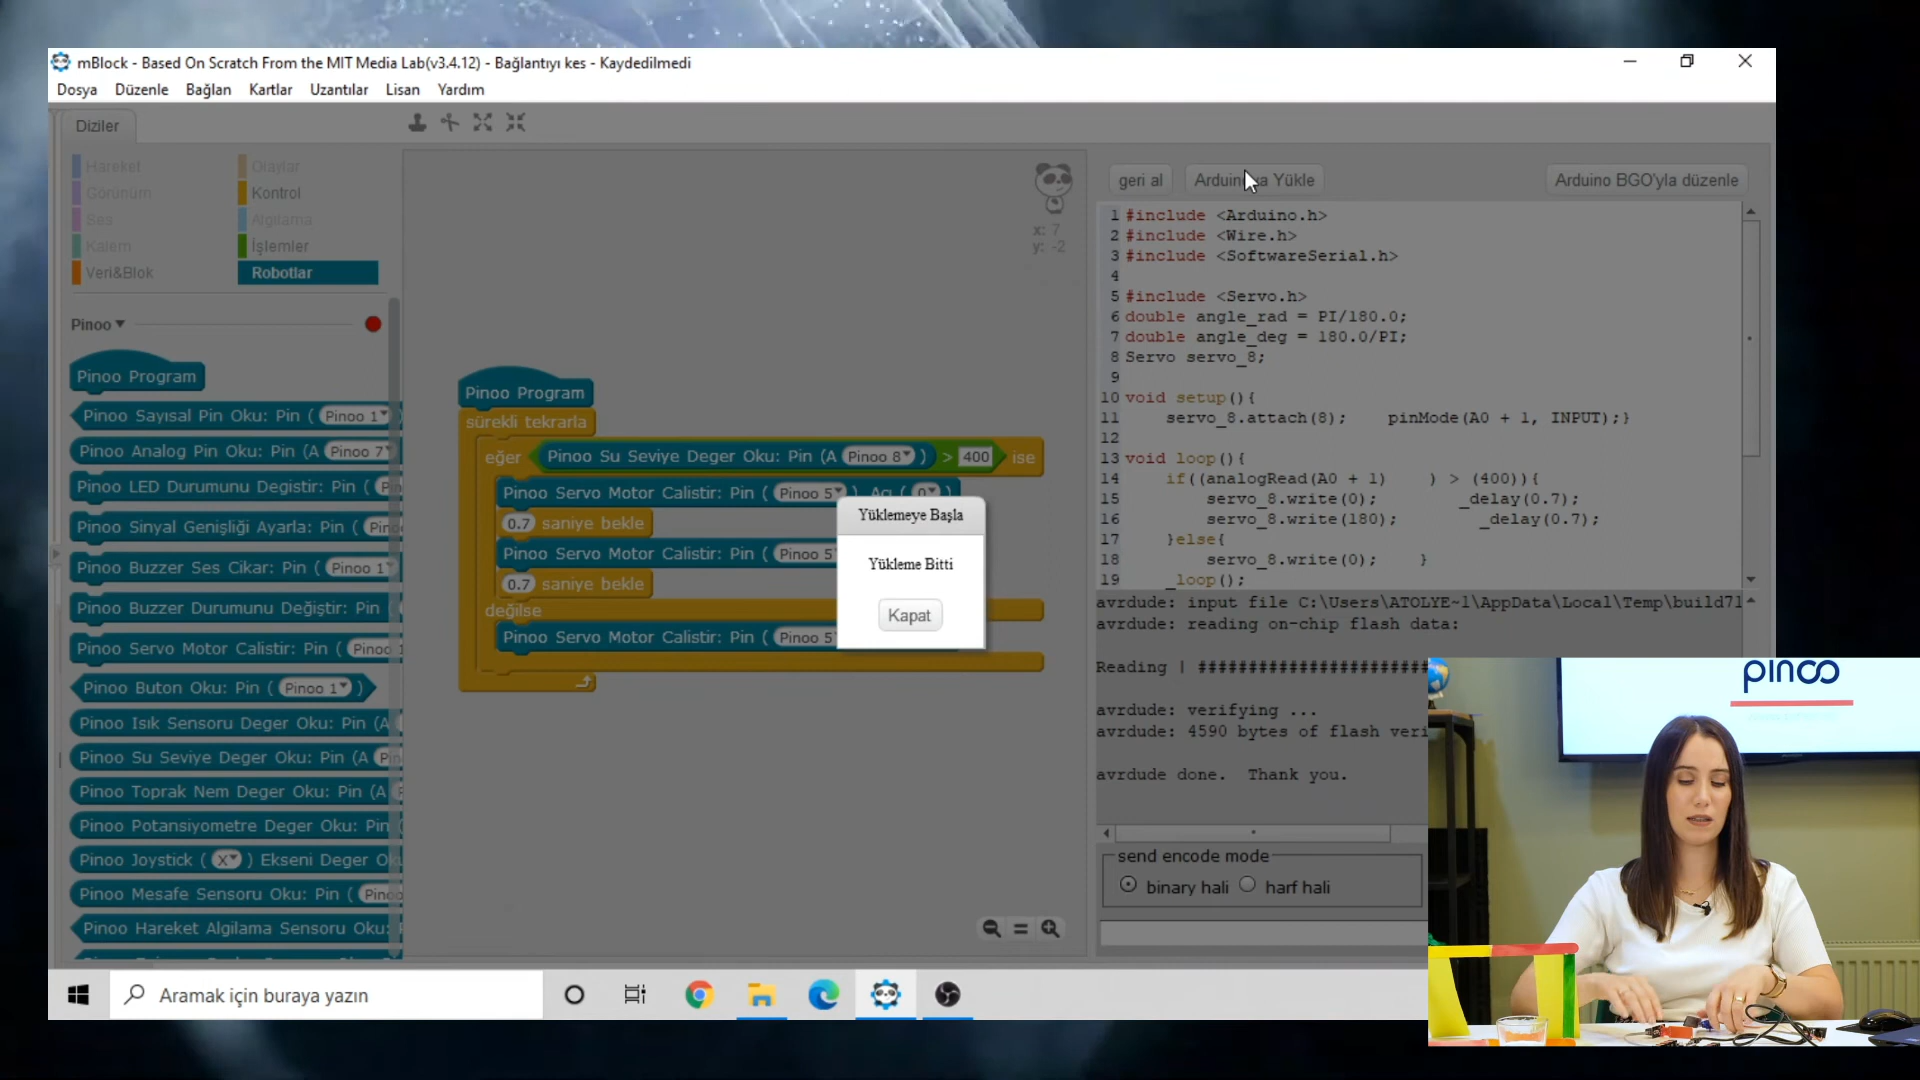 mBlock - Based On Scratch From the MIT Media Lab(v3.4.12) - Bağlantıyı kes - Kaydedilmedi
Dosya Düzenle Bağlan Kartlar Uzantılar Lisan Yardım
Diziler
Hareket
Görünüm
Ses
Kalem
Veri&Blok
Olaylar
Kontrol
Algılama
İşlemler
Robotlar
Pinoo
Pinoo Program
Pinoo Sayısal Pin Oku: Pin ( Pinoo 1 )
Pinoo Analog Pin Oku: Pin (A Pinoo 7
Pinoo LED Durumunu Degistir: Pin (
Pinoo Sinyal Genişliği Ayarla: Pin (
Pinoo Buzzer Ses Cikar: Pin ( Pinoo 1
Pinoo Buzzer Durumunu Değiştir: Pin
Pinoo Servo Motor Calistir: Pin ( Pinoo
Pinoo Buton Oku: Pin ( Pinoo 1 )
Pinoo Isık Sensoru Deger Oku: Pin (A
Pinoo Su Seviye Deger Oku: Pin (A
Pinoo Toprak Nem Deger Oku: Pin (A
Pinoo Potansiyometre Deger Oku: Pin
Pinoo Joystick ( X ) Ekseni Deger
Pinoo Mesafe Sensoru Oku: Pin (
Pinoo Hareket Algilama Sensoru Oku:
x: 7
y: -2
Pinoo Program
sürekli tekrarla
eğer Pinoo Su Seviye Deger Oku: Pin (A Pinoo 8 ) > 400 ise
Pinoo Servo Motor Calistir: Pin ( Pinoo 5 ) Acı ( 0
0.7 saniye bekle
Pinoo Servo Motor Calistir: Pin ( Pinoo 5
0.7 saniye bekle
değilse
Pinoo Servo Motor Calistir: Pin ( Pinoo 5
Yüklemeye Başla
Yükleme Bitti
Kapat
geri al Yükle Arduino BGO'yla düzenle
1 #include <Arduino.h>
2 #include <Wire.h>
3 #include <SoftwareSerial.h>
4
5 #include <Servo.h>
6 double angle_rad = PI/180.0;
7 double angle_deg = 180.0/PI;
8 Servo servo_8;
9
10 void setup(){
11 servo_8.attach(8); pinMode(A0 + 1, INPUT);}
12
13 void loop(){
14 if((analogRead(A0 + 1) ) > (400)){
15 servo_8.write(0); _delay(0.7);
16 servo_8.write(180); _delay(0.7);
17 }else{
18 servo_8.write(0); }
19 _loop();
avrdude: input file C:\Users\ATOLYE~1\AppData\Local\Temp\build71
avrdude: reading on-chip flash data:
Reading | ##########################
avrdude: verifying ...
avrdude: 4590 bytes of flash veri
avrdude done. Thank you.
send encode mode
binary hali harf hali
Aramak için buraya yazın
pinoo